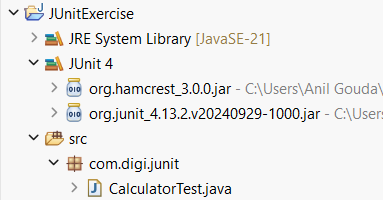 JUnitExercise
JRE System Library [JavaSE-21]
JUnit 4
org.hamcrest_3.0.0.jar - C:\Users\Anil Gouda\
org.junit_4.13.2.v20240929-1000.jar - C:\Users
src
com.digi.junit
CalculatorTest.java